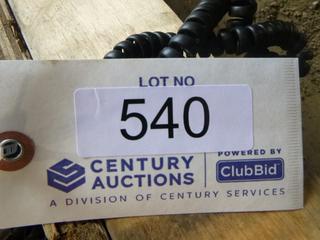 LOT NO
540
CENTURY
AUCTIONS
POWERED BY
ClubBid
A DIVISION OF CENTURY SERVICES